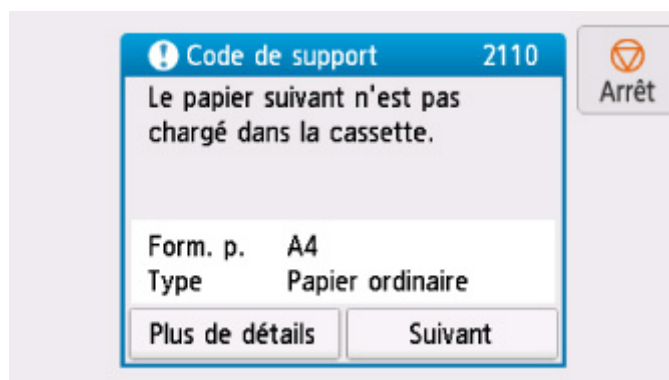 Code de support 2110
Arrêt
Le papier suivant n'est pas
chargé dans la cassette.
Form. p. A4
Type Papier ordinaire
Plus de détails Suivant